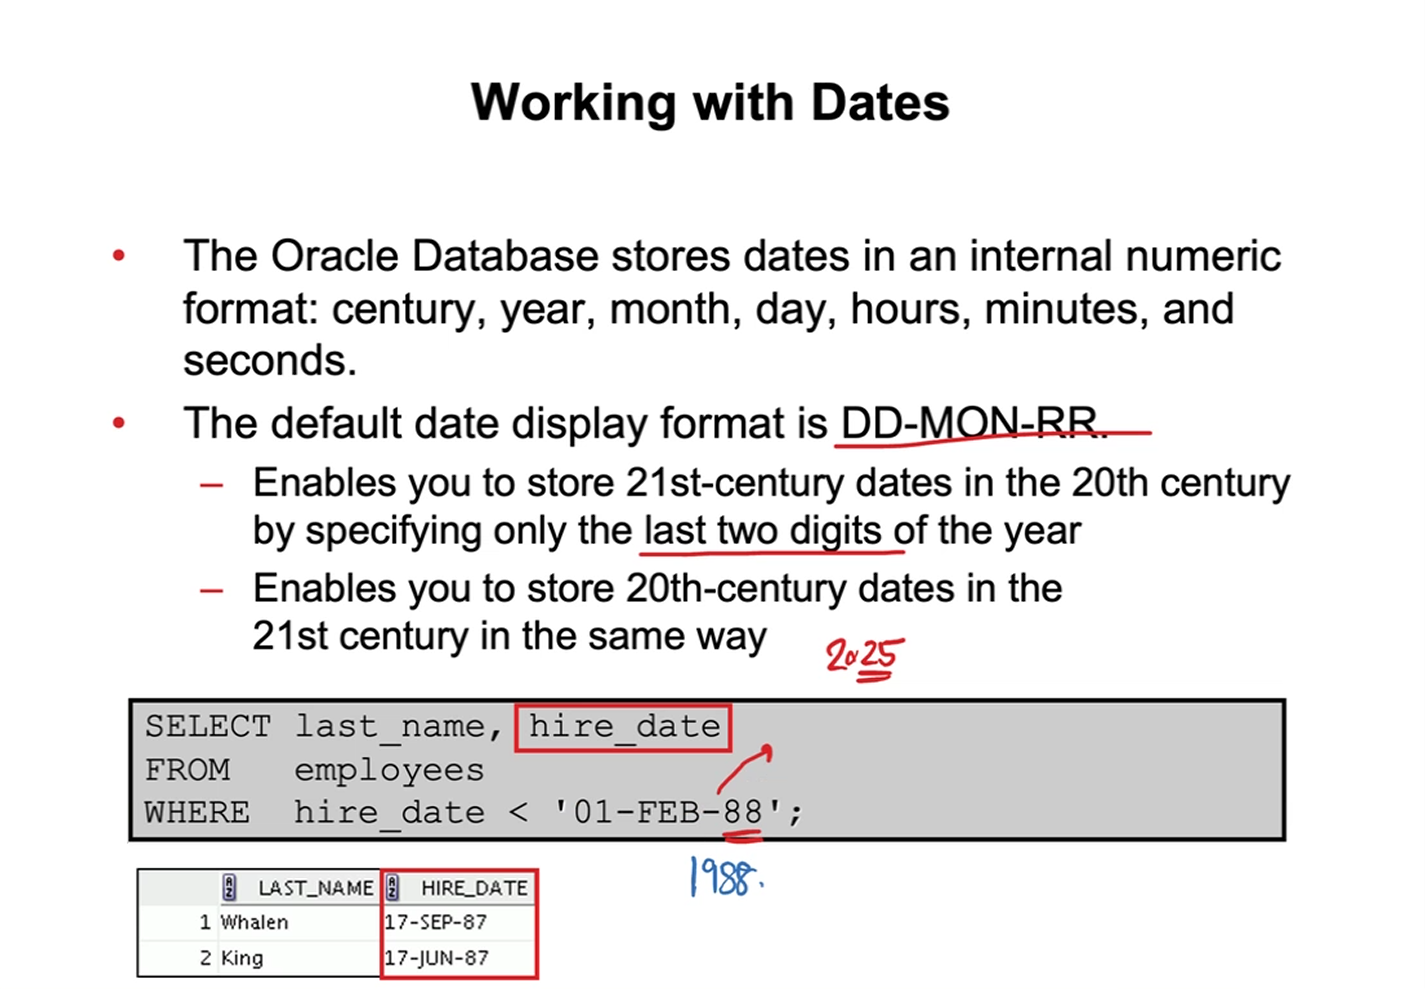 Working with Dates
• The Oracle Database stores dates in an internal numeric
format: century, year, month, day, hours, minutes, and
seconds.
• The default date display format is DD-MON-RR.
– Enables you to store 21st-century dates in the 20th century
by specifying only the last two digits of the year
– Enables you to store 20th-century dates in the
21st century in the same way
2025
SELECT last_name, hire_date
FROM employees
WHERE hire_date < '01-FEB-88';
1988.
LAST_NAME HIRE_DATE
1 Whalen 17-SEP-87
2 King 17-JUN-87